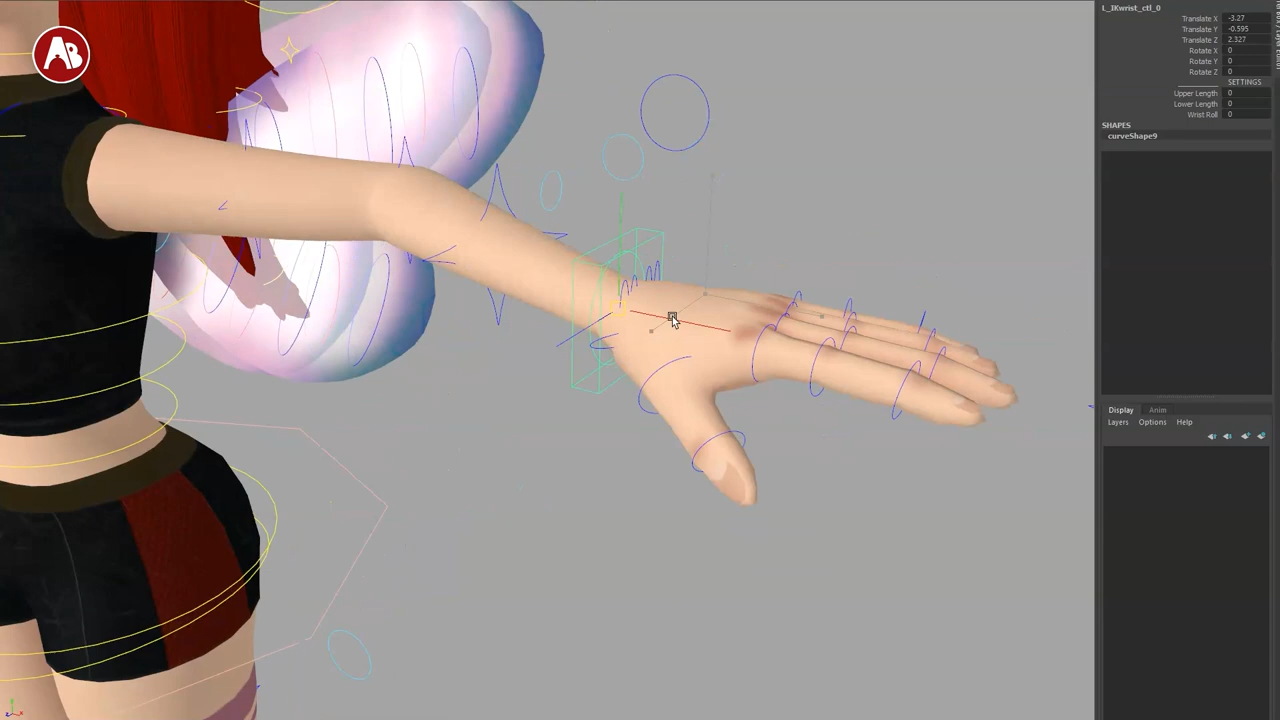 AB
L_IKwrist_ctl_0
Translate X -3.27
Translate Y -0.595
Translate Z 2.327
Rotate X 0
Rotate Y 0
Rotate Z 0
SETTINGS
Upper Length 0
Lower Length 0
Wrist Roll 0
SHAPES
curveShape9
Display Anim
Layers Options Help